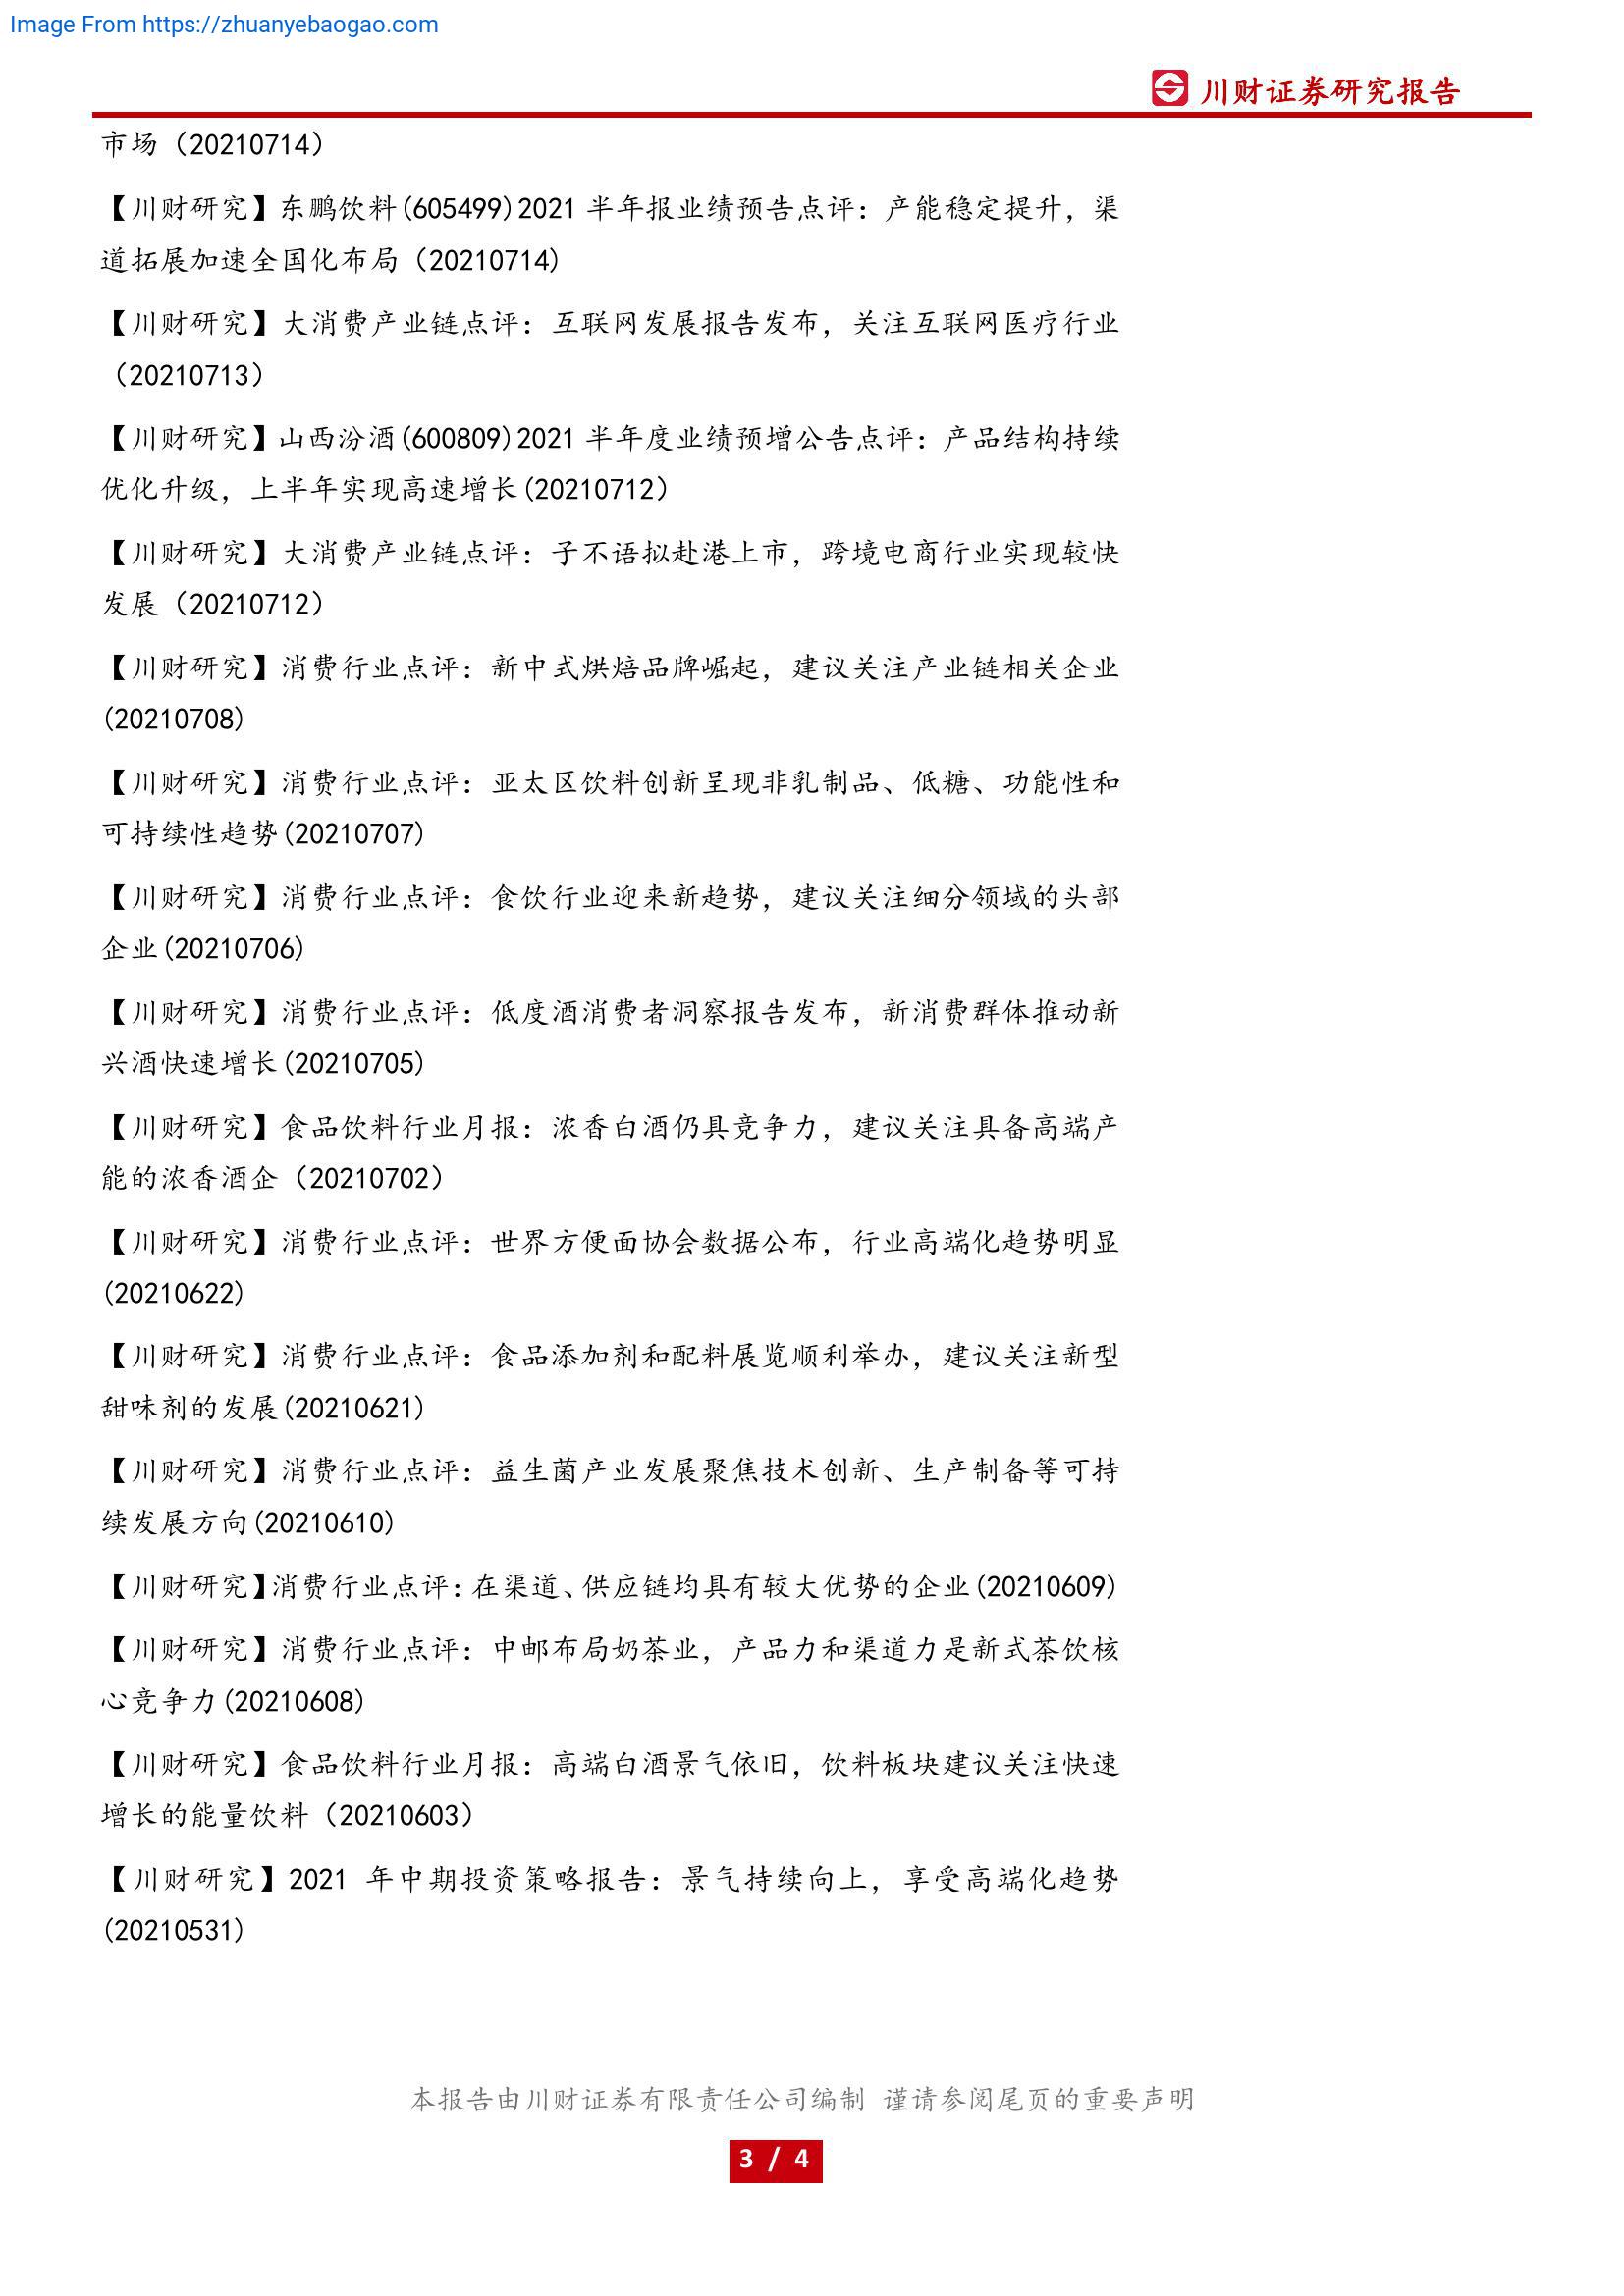 Image From https://zhuanyebaogao.com
川财证券研究报告
市场（20210714）
【川财研究】东鹏饮料(605499)2021 半年报业绩预告点评：产能稳定提升，渠
道拓展加速全国化布局（20210714)
【川财研究】大消费产业链点评：互联网发展报告发布，关注互联网医疗行业
（20210713）
【川财研究】山西汾酒(600809)2021 半年度业绩预增公告点评：产品结构持续
优化升级，上半年实现高速增长(20210712）
【川财研究】大消费产业链点评：子不语拟赴港上市，跨境电商行业实现较快
发展（20210712）
【川财研究】消费行业点评：新中式烘焙品牌崛起，建议关注产业链相关企业
(20210708)
【川财研究】消费行业点评：亚太区饮料创新呈现非乳制品、低糖、功能性和
可持续性趋势(20210707)
【川财研究】消费行业点评：食饮行业迎来新趋势，建议关注细分领域的头部
企业(20210706)
【川财研究】消费行业点评：低度酒消费者洞察报告发布，新消费群体推动新
兴酒快速增长(20210705)
【川财研究】食品饮料行业月报：浓香白酒仍具竞争力，建议关注具备高端产
能的浓香酒企（20210702）
【川财研究】消费行业点评：世界方便面协会数据公布，行业高端化趋势明显
(20210622)
【川财研究】消费行业点评：食品添加剂和配料展览顺利举办，建议关注新型
甜味剂的发展(20210621)
【川财研究】消费行业点评：益生菌产业发展聚焦技术创新、生产制备等可持
续发展方向(20210610)
【川财研究】消费行业点评：在渠道、供应链均具有较大优势的企业(20210609)
【川财研究】消费行业点评：中邮布局奶茶业，产品力和渠道力是新式茶饮核
心竞争力(20210608)
【川财研究】食品饮料行业月报：高端白酒景气依旧，饮料板块建议关注快速
增长的能量饮料（20210603）
【川财研究】2021 年中期投资策略报告：景气持续向上，享受高端化趋势
(20210531)
本报告由川财证券有限责任公司编制 谨请参阅尾页的重要声明
3 / 4